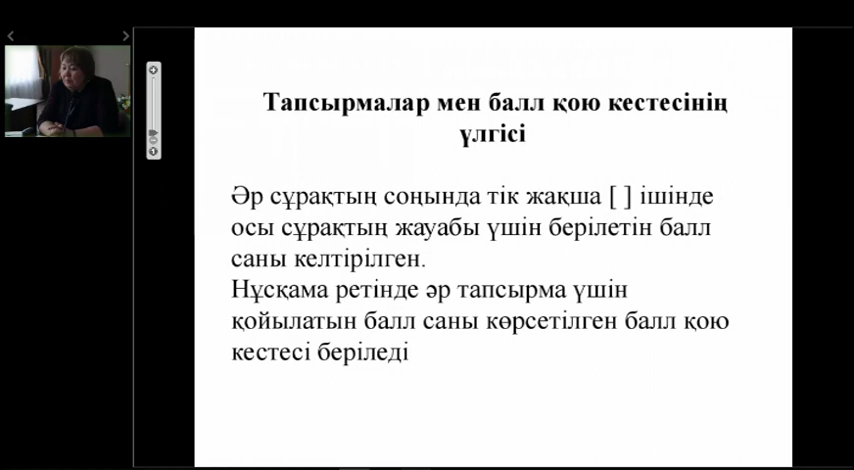 Тапсырмалар мен балл қою кестесінің
үлгісі
Әр сұрақтың соңында тік жақша [ ] ішінде
осы сұрақтың жауабы үшін берілетін балл
саны келтірілген.
Нұсқама ретінде әр тапсырма үшін
қойылатын балл саны көрсетілген балл қою
кестесі беріледі